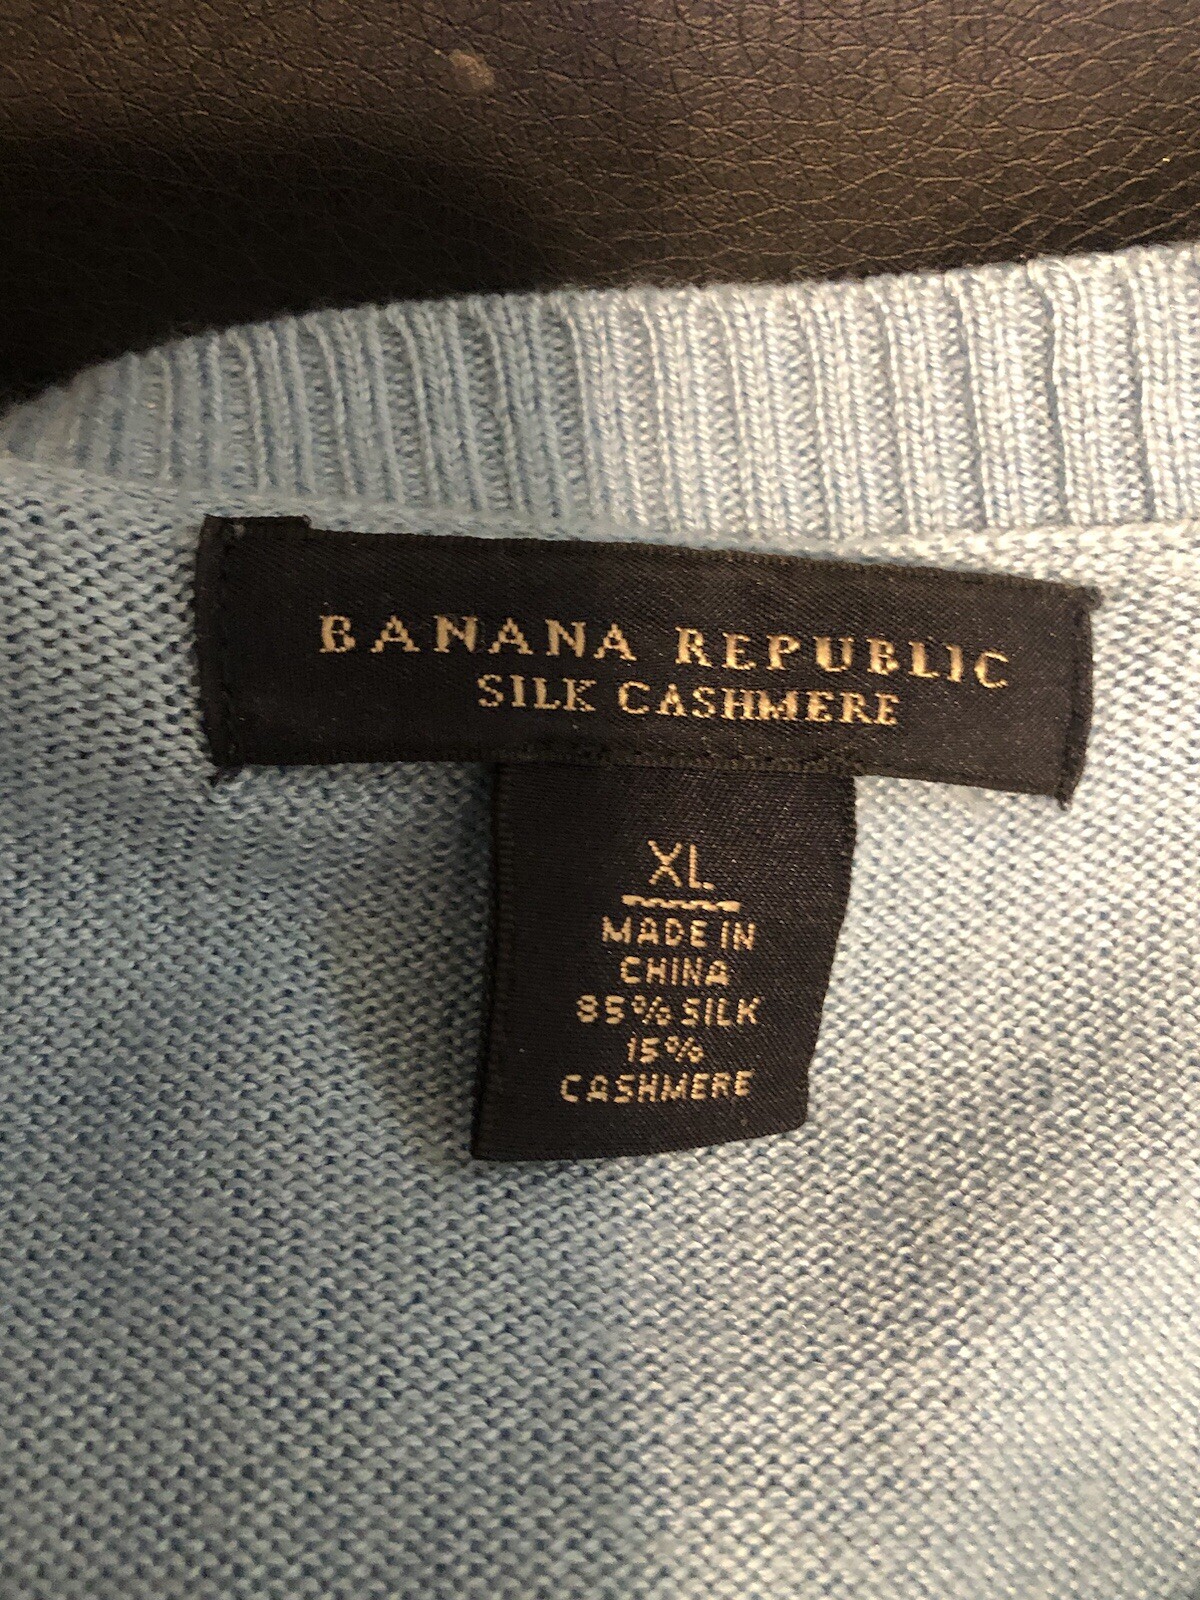 BANANA REPUBLIC
SILK CASHMERE
XL
MADE IN
CHINA
85% SILK
15%
CASHMERE